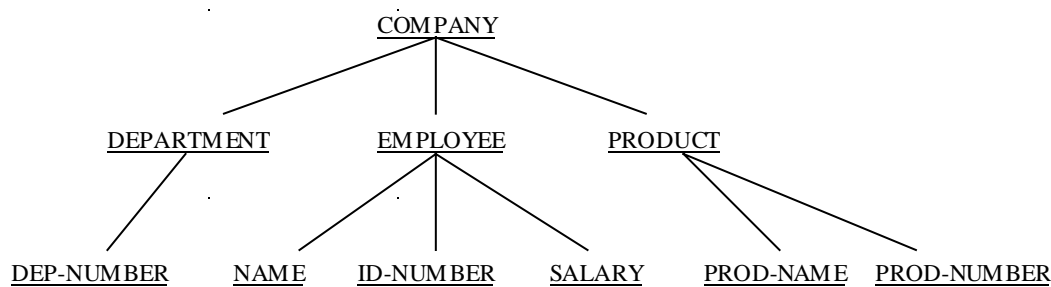 COMPANY
DEPARTMENT EMPLOYEE PRODUCT
DEP-NUMBER NAME ID-NUMBER SALARY PROD-NAME PROD-NUMBER